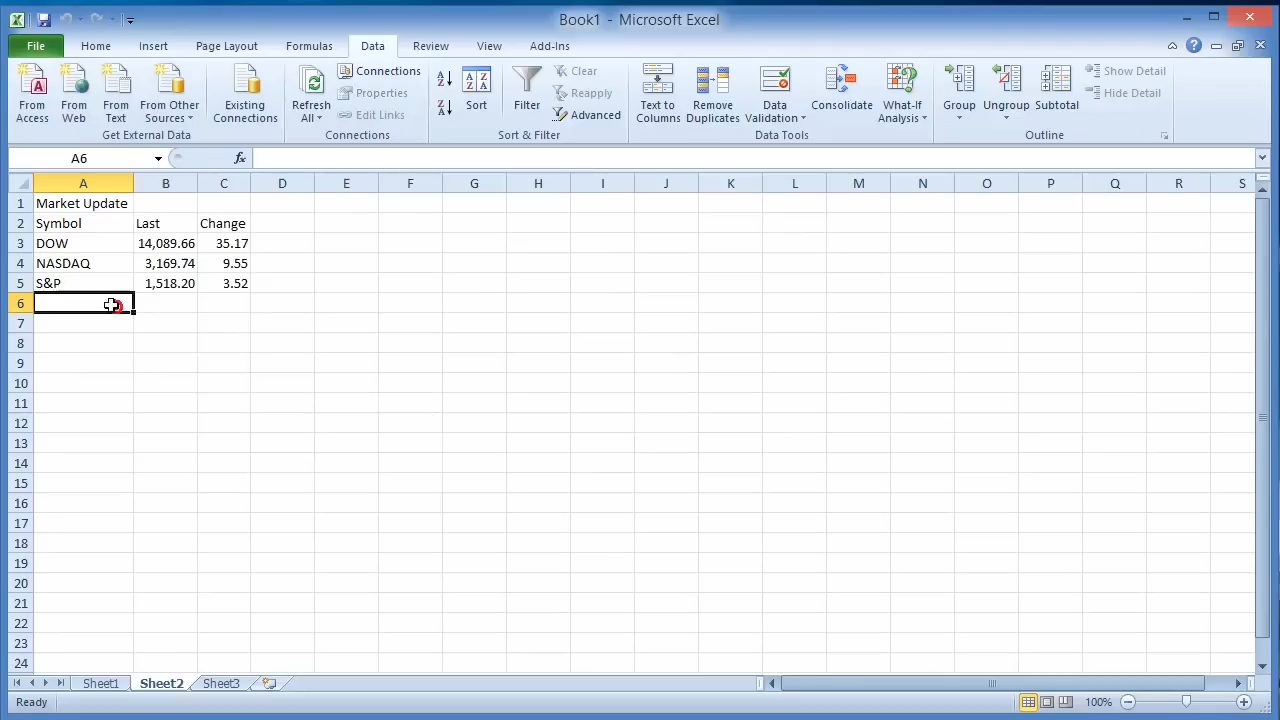 Book1 - Microsoft Excel
File Home Insert Page Layout Formulas Data Review View Add-Ins
From Access
From Web
From Text
From Other Sources
Existing Connections
Get External Data
Refresh All
Connections
Properties
Edit Links
Connections
Sort
Filter
Clear
Reapply
Advanced
Sort & Filter
Text to Columns
Remove Duplicates
Data Validation
Consolidate
What-If Analysis
Data Tools
Group
Ungroup
Subtotal
Show Detail
Hide Detail
Outline
A6 fx
A B C D E F G H I J K L M N O P Q R S
1 Market Update
2 Symbol Last Change
3 DOW 14,089.66 35.17
4 NASDAQ 3,169.74 9.55
5 S&P 1,518.20 3.52
6
7
8
9
10
11
12
13
14
15
16
17
18
19
20
21
22
23
24
Sheet1 Sheet2 Sheet3
Ready 100%